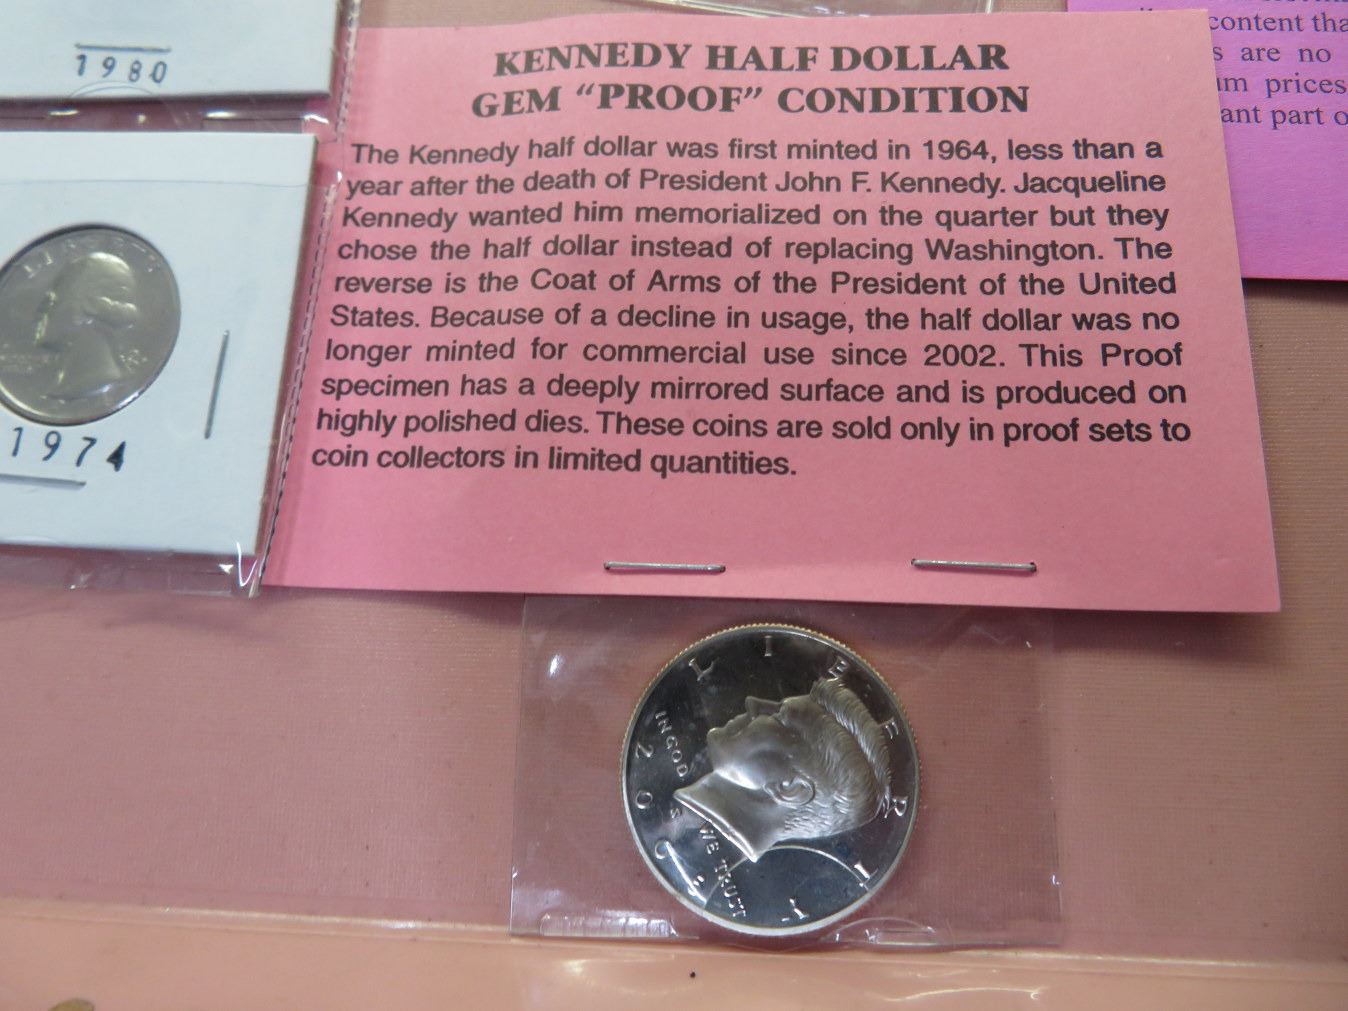 1980
KENNEDY HALF DOLLAR
GEM “PROOF” CONDITION
The Kennedy half dollar was first minted in 1964, less than a
year after the death of President John F. Kennedy. Jacqueline
Kennedy wanted him memorialized on the quarter but they
chose the half dollar instead of replacing Washington. The
reverse is the Coat of Arms of the President of the United
States. Because of a decline in usage, the half dollar was no
longer minted for commercial use since 2002. This Proof
specimen has a deeply mirrored surface and is produced on
highly polished dies. These coins are sold only in proof sets to
coin collectors in limited quantities.
content tha
s are no
um prices
ant part o
LIBERTY
1974
LIBERTY
IN GOD WE TRUST
S
200